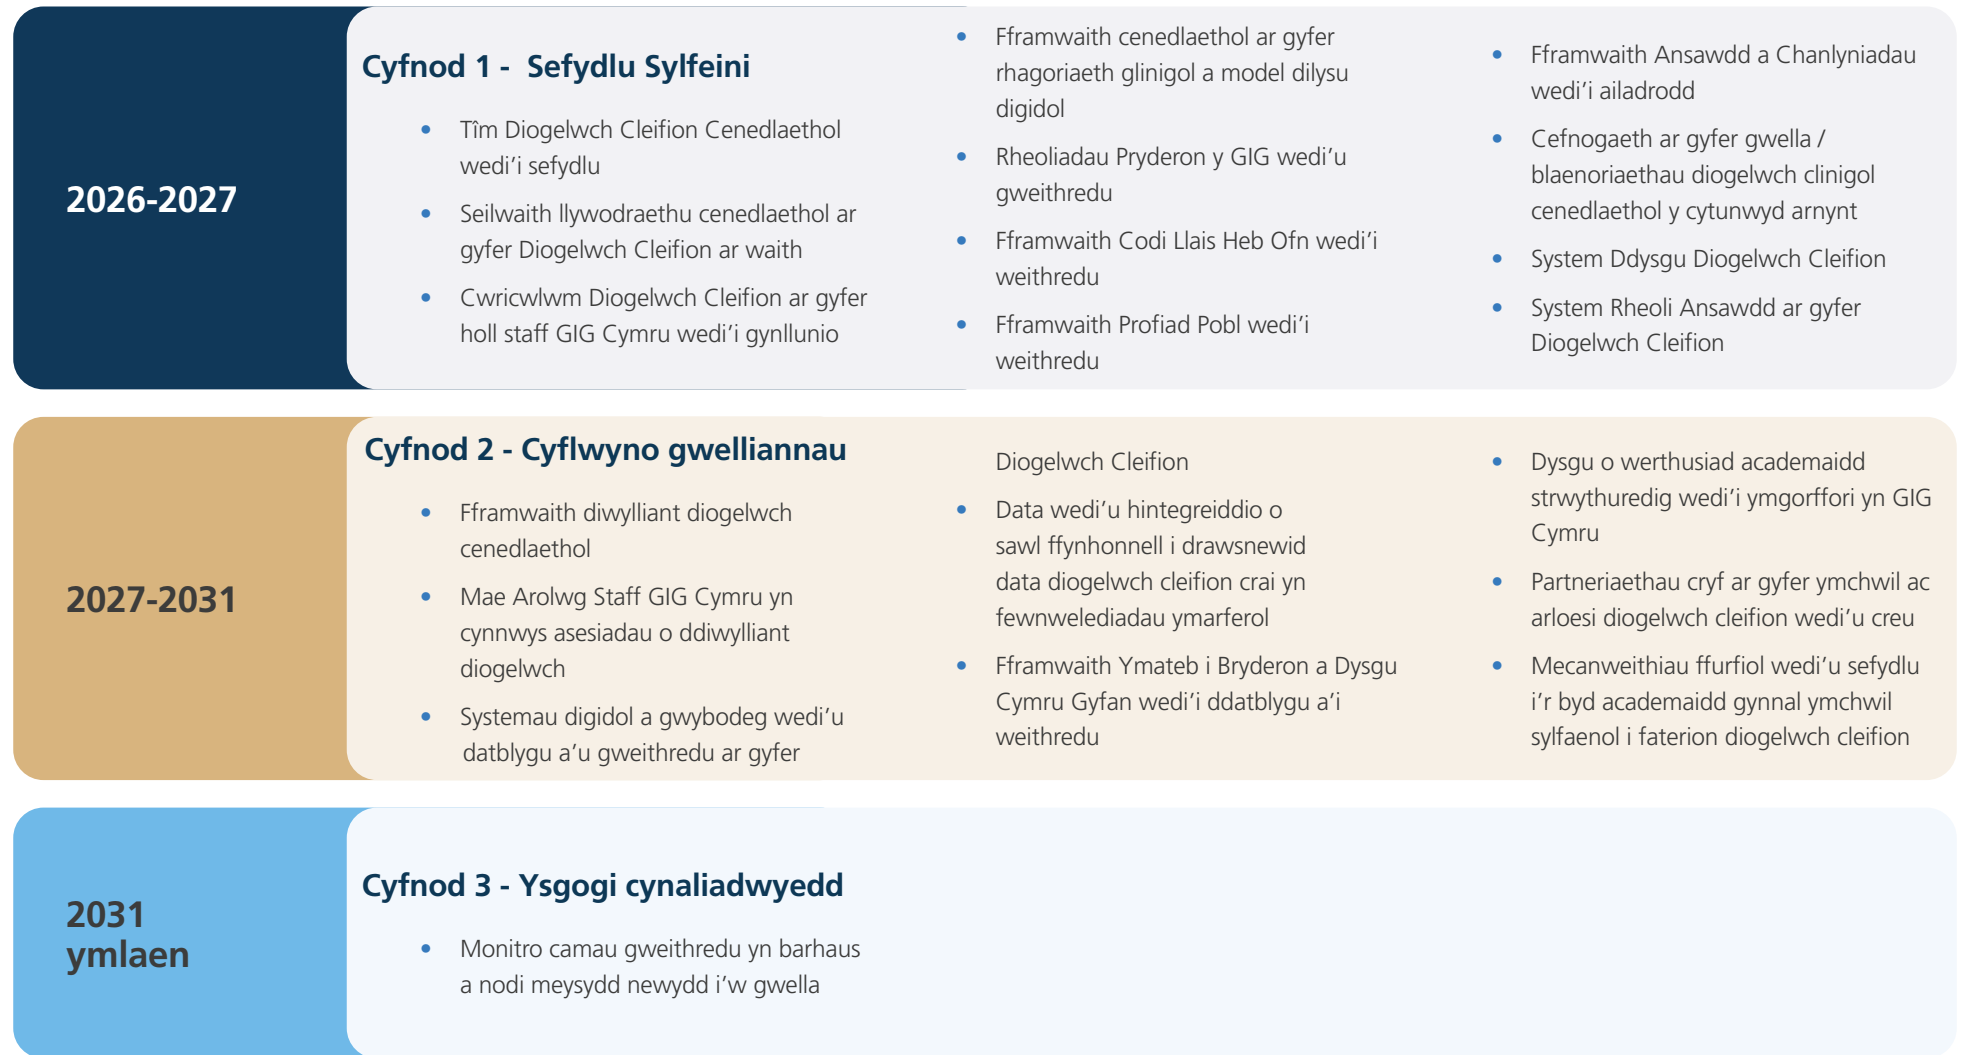 2026-2027
Cyfnod 1 - Sefydlu Sylfeini
• Tîm Diogelwch Cleifion Cenedlaethol
wedi’i sefydlu
• Seilwaith llywodraethu cenedlaethol ar
gyfer Diogelwch Cleifion ar waith
• Cwricwlwm Diogelwch Cleifion ar gyfer
holl staff GIG Cymru wedi’i gynllunio
• Fframwaith cenedlaethol ar gyfer
rhagoriaeth glinigol a model dilysu
digidol
• Rheoliadau Pryderon y GIG wedi’u
gweithredu
• Fframwaith Codi Llais Heb Ofn wedi’i
weithredu
• Fframwaith Profiad Pobl wedi’i
weithredu
• Fframwaith Ansawdd a Chanlyniadau
wedi’i ailadrodd
• Cefnogaeth ar gyfer gwella /
blaenoriaethau diogelwch clinigol
cenedlaethol y cytunwyd arnynt
• System Ddysgu Diogelwch Cleifion
• System Rheoli Ansawdd ar gyfer
Diogelwch Cleifion
2027-2031
Cyfnod 2 - Cyflwyno gwelliannau
• Fframwaith diwylliant diogelwch
cenedlaethol
• Mae Arolwg Staff GIG Cymru yn
cynnwys asesiadau o ddiwylliant
diogelwch
• Systemau digidol a gwybodeg wedi’u
datblygu a’u gweithredu ar gyfer
Diogelwch Cleifion
• Data wedi’u hintegreiddio o
sawl ffynhonnell i drawsnewid
data diogelwch cleifion crai yn
fewnwelediadau ymarferol
• Fframwaith Ymateb i Bryderon a Dysgu
Cymru Gyfan wedi’i ddatblygu a’i
weithredu
• Dysgu o werthusiad academaidd
strwythuredig wedi’i ymgorffori yn GIG
Cymru
• Partneriaethau cryf ar gyfer ymchwil ac
arloesi diogelwch cleifion wedi’u creu
• Mecanweithiau ffurfiol wedi’u sefydlu
i’r byd academaidd gynnal ymchwil
sylfaenol i faterion diogelwch cleifion
2031
ymlaen
Cyfnod 3 - Ysgogi cynaliadwyedd
• Monitro camau gweithredu yn barhaus
a nodi meysydd newydd i’w gwella